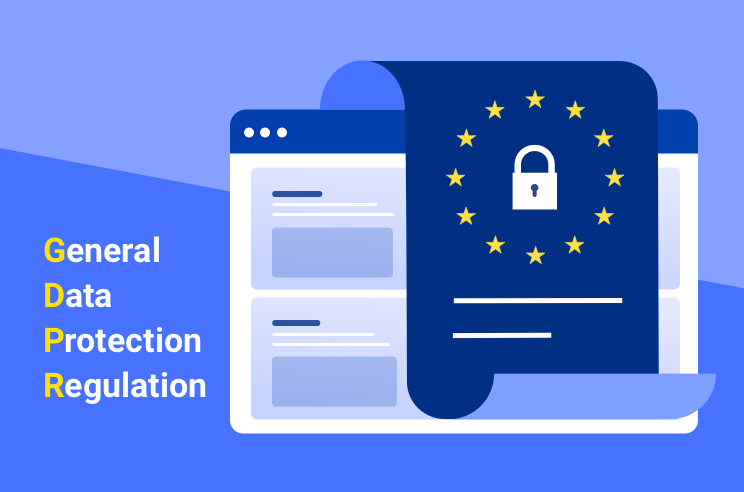 General
Data
Protection
Regulation